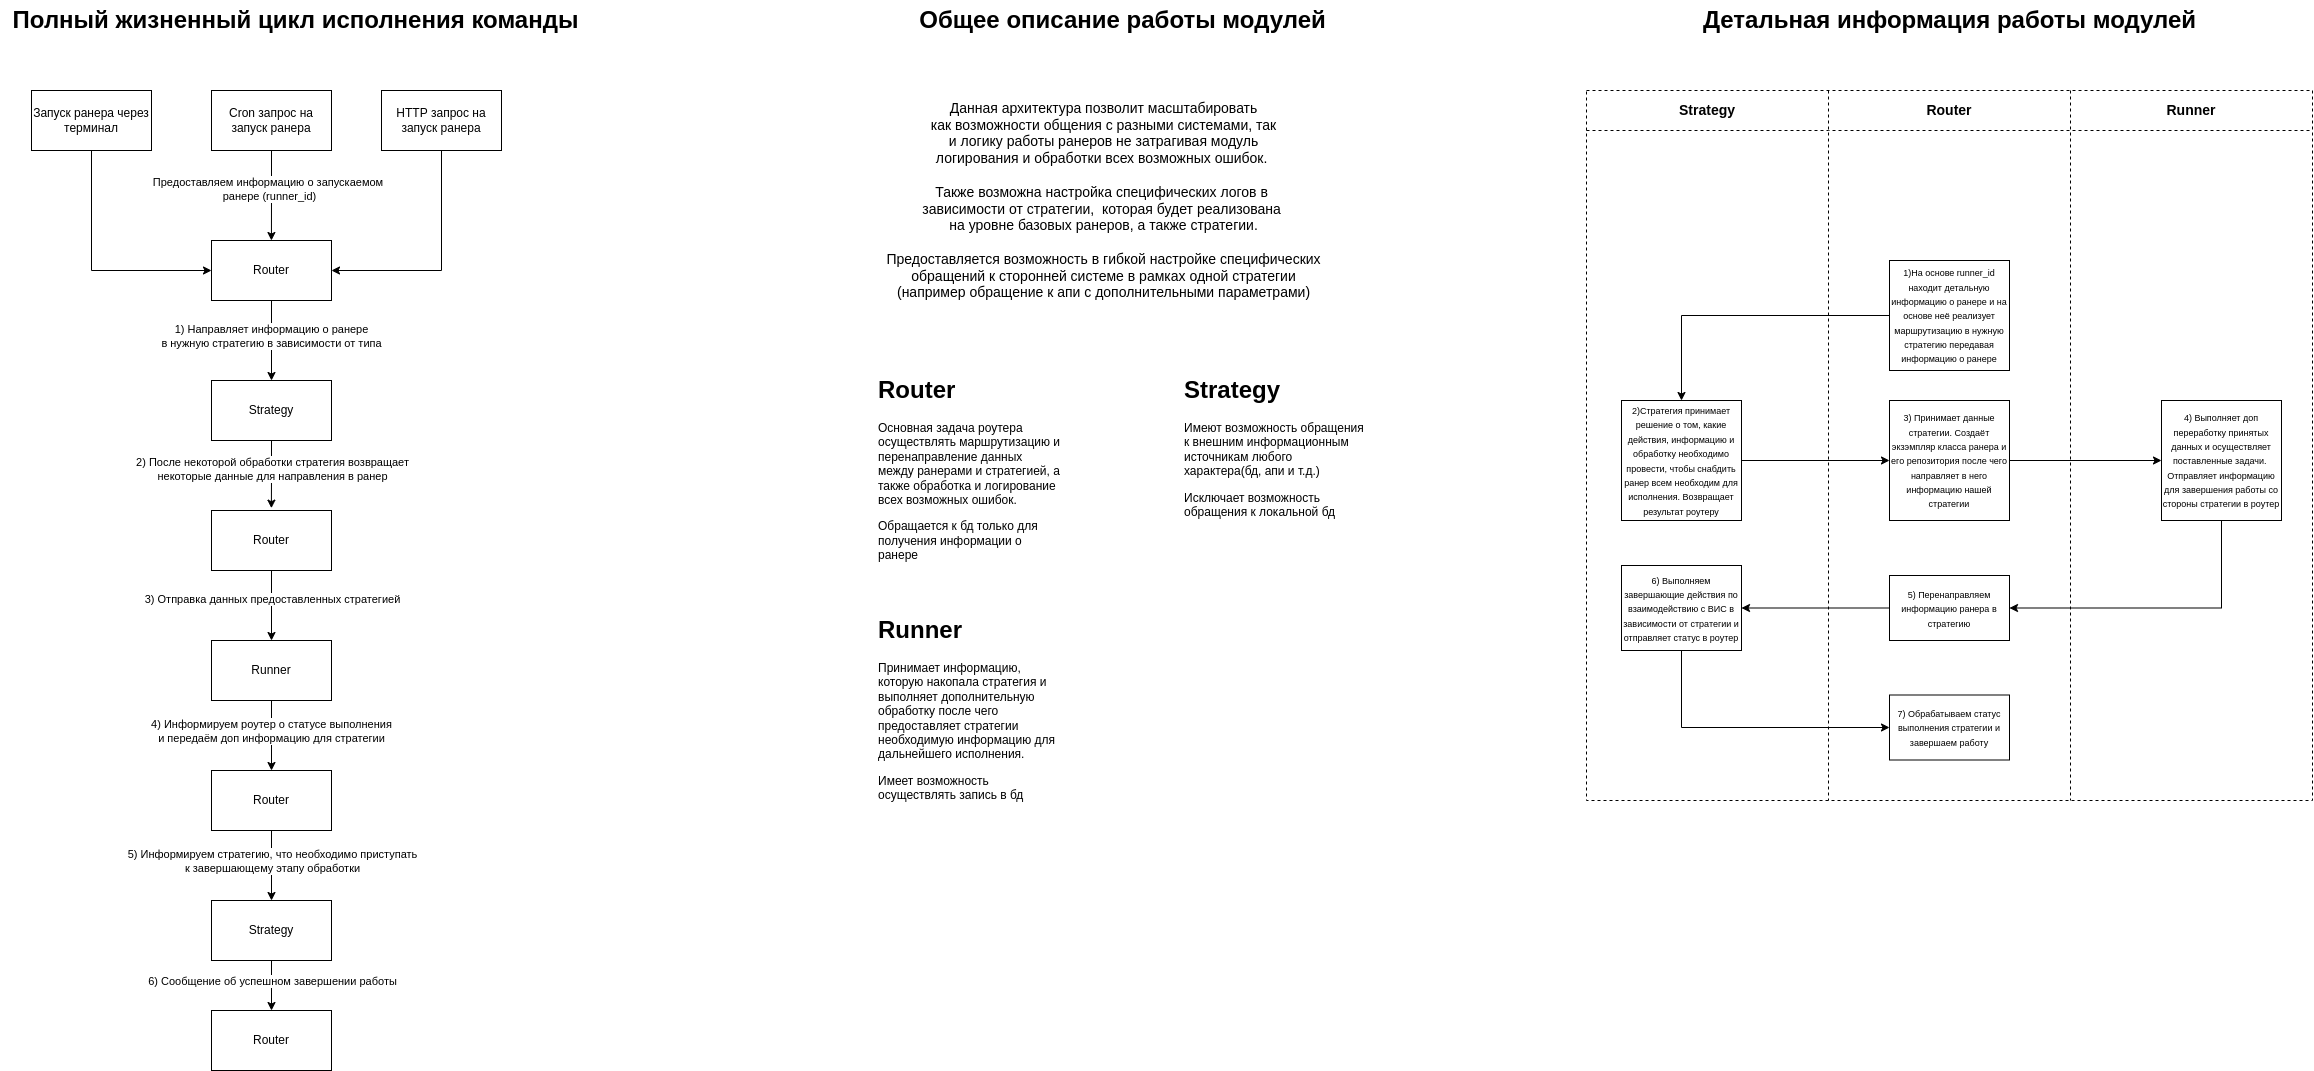 Полный жизненный цикл исполнения команды
Запуск ранера через
терминал
Cron запрос на
запуск ранера
HTTP запрос на
запуск ранера
Предоставляем информацию о запускаемом
ранере (runner_id)
Router
1) Направляет информацию о ранере
в нужную стратегию в зависимости от типа
Strategy
2) После некоторой обработки стратегия возвращает
некоторые данные для направления в ранер
Router
3) Отправка данных предоставленных стратегией
Runner
4) Информируем роутер о статусе выполнения
и передаём доп информацию для стратегии
Router
5) Информируем стратегию, что необходимо приступать
к завершающему этапу обработки
Strategy
6) Сообщение об успешном завершении работы
Router
Общее описание работы модулей
Данная архитектура позволит масштабировать
как возможности общения с разными системами, так
и логику работы ранеров не затрагивая модуль
логирования и обработки всех возможных ошибок.
Также возможна настройка специфических логов в
зависимости от стратегии, которая будет реализована
на уровне базовых ранеров, а также стратегии.
Предоставляется возможность в гибкой настройке специфических
обращений к сторонней системе в рамках одной стратегии
(например обращение к апи с дополнительными параметрами)
Router
Основная задача роутера
осуществлять маршрутизацию и
перенаправление данных
между ранерами и стратегией, а
также обработка и логирование
всех возможных ошибок.
Обращается к бд только для
получения информации о
ранере
Strategy
Имеют возможность обращения
к внешним информационным
источникам любого
характера(бд, апи и т.д.)
Исключает возможность
обращения к локальной бд
Runner
Принимает информацию,
которую накопала стратегия и
выполняет дополнительную
обработку после чего
предоставляет стратегии
необходимую информацию для
дальнейшего исполнения.
Имеет возможность
осуществлять запись в бд
Детальная информация работы модулей
Strategy
Router
Runner
1)На основе runner_id
находит детальную
информацию о ранере и на
основе неё реализует
маршрутизацию в нужную
стратегию передавая
информацию о ранере
2)Стратегия принимает
решение о том, какие
действия, информацию и
обработку необходимо
провести, чтобы снабдить
ранер всем необходим для
исполнения. Возвращает
результат роутеру
3) Принимает данные
стратегии. Создаёт
экзэмпляр класса ранера и
его репозитория после чего
направляет в него
информацию нашей
стратегии
4) Выполняет доп
переработку принятых
данных и осуществляет
поставленные задачи.
Отправляет информацию
для завершения работы со
стороны стратегии в роутер
5) Перенаправляем
информацию ранера в
стратегию
6) Выполняем
завершающие действия по
взаимодействию с ВИС в
зависимости от стратегии и
отправляет статус в роутер
7) Обрабатываем статус
выполнения стратегии и
завершаем работу